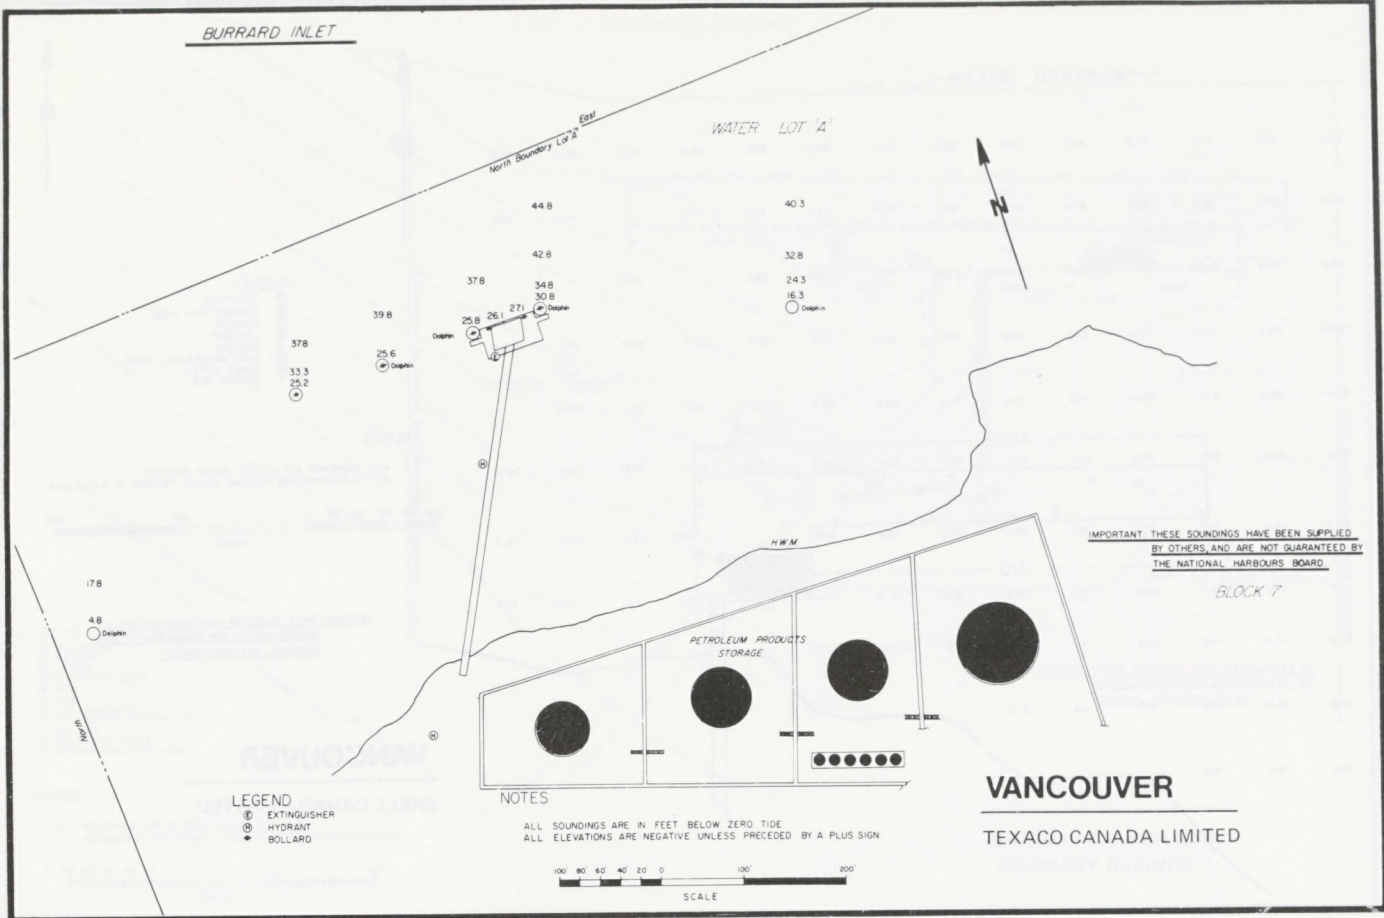 BURRARD INLET
East
North Boundary Lot 'A'
WATER LOT 'A'
N
44.8
40.3
42.8
32.8
37.8
34.8
24.3
30.8
16.3
Dolphin
Dolphin
39.8
25.8
26.1
27.1
Dolphin
37.8
25.6
Dolphin
E
33.3
25.2
H
H.W.M.
IMPORTANT THESE SOUNDINGS HAVE BEEN SUPPLIED
BY OTHERS, AND ARE NOT GUARANTEED BY
THE NATIONAL HARBOURS BOARD.
BLOCK 7
17.8
4.8
Dolphin
PETROLEUM PRODUCTS
STORAGE
North
H
LEGEND
E EXTINGUISHER
H HYDRANT
BOLLARD
NOTES
ALL SOUNDINGS ARE IN FEET BELOW ZERO TIDE
ALL ELEVATIONS ARE NEGATIVE UNLESS PRECEDED BY A PLUS SIGN
100' 80' 60' 40' 20' 0 100' 200'
SCALE
VANCOUVER
TEXACO CANADA LIMITED